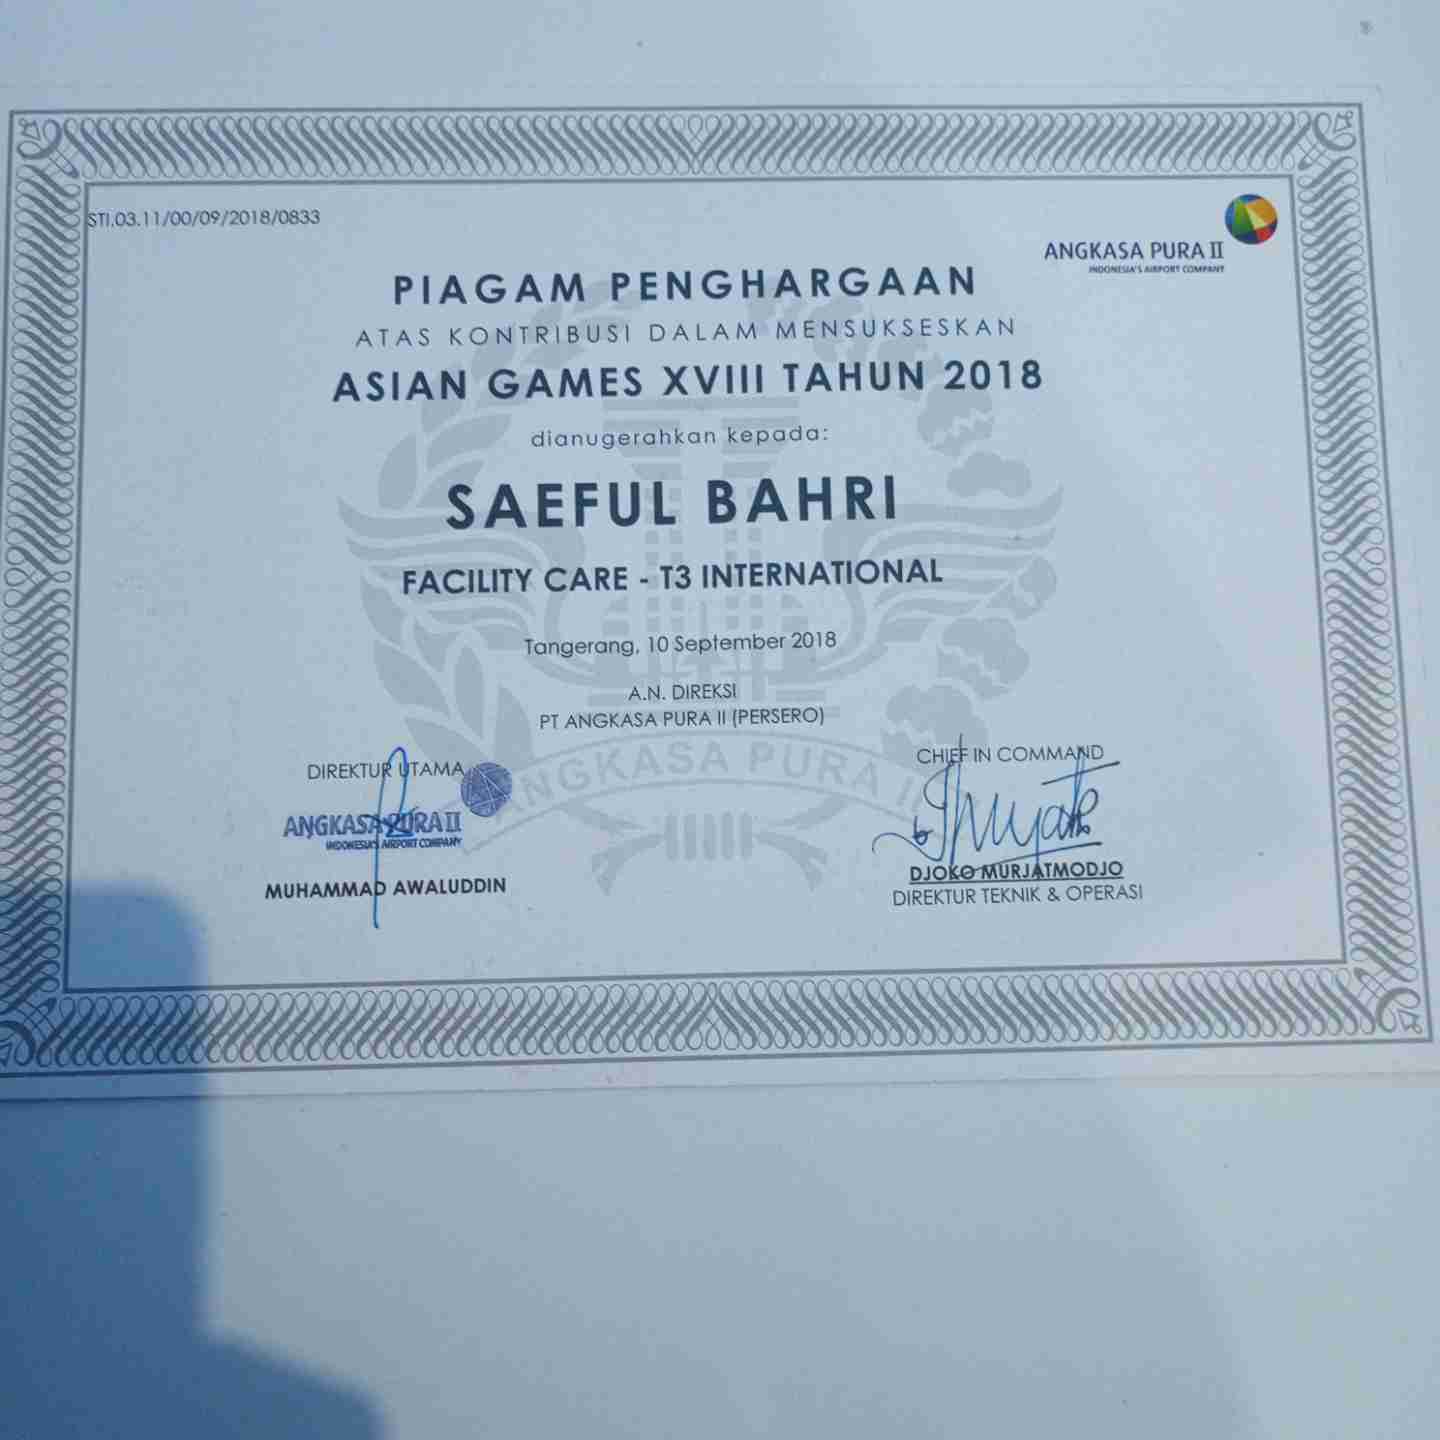 STI.03.11/00/09/2018/0833
ANGKASA PURA II
INDONESIA'S AIRPORT COMPANY
PIAGAM PENGHARGAAN
ATAS KONTRIBUSI DALAM MENSUKSESKAN
ASIAN GAMES XVIII TAHUN 2018
dianugerahkan kepada:
SAEFUL BAHRI
FACILITY CARE - T3 INTERNATIONAL
Tangerang, 10 September 2018
A.N. DIREKSI
PT ANGKASA PURA II (PERSERO)
ANGKASA PURA II
DIREKTUR UTAMA
ANGKASA PURA II
INDONESIA'S AIRPORT COMPANY
MUHAMMAD AWALUDDIN
CHIEF IN COMMAND
DJOKO MURJATMODJO
DIREKTUR TEKNIK & OPERASI